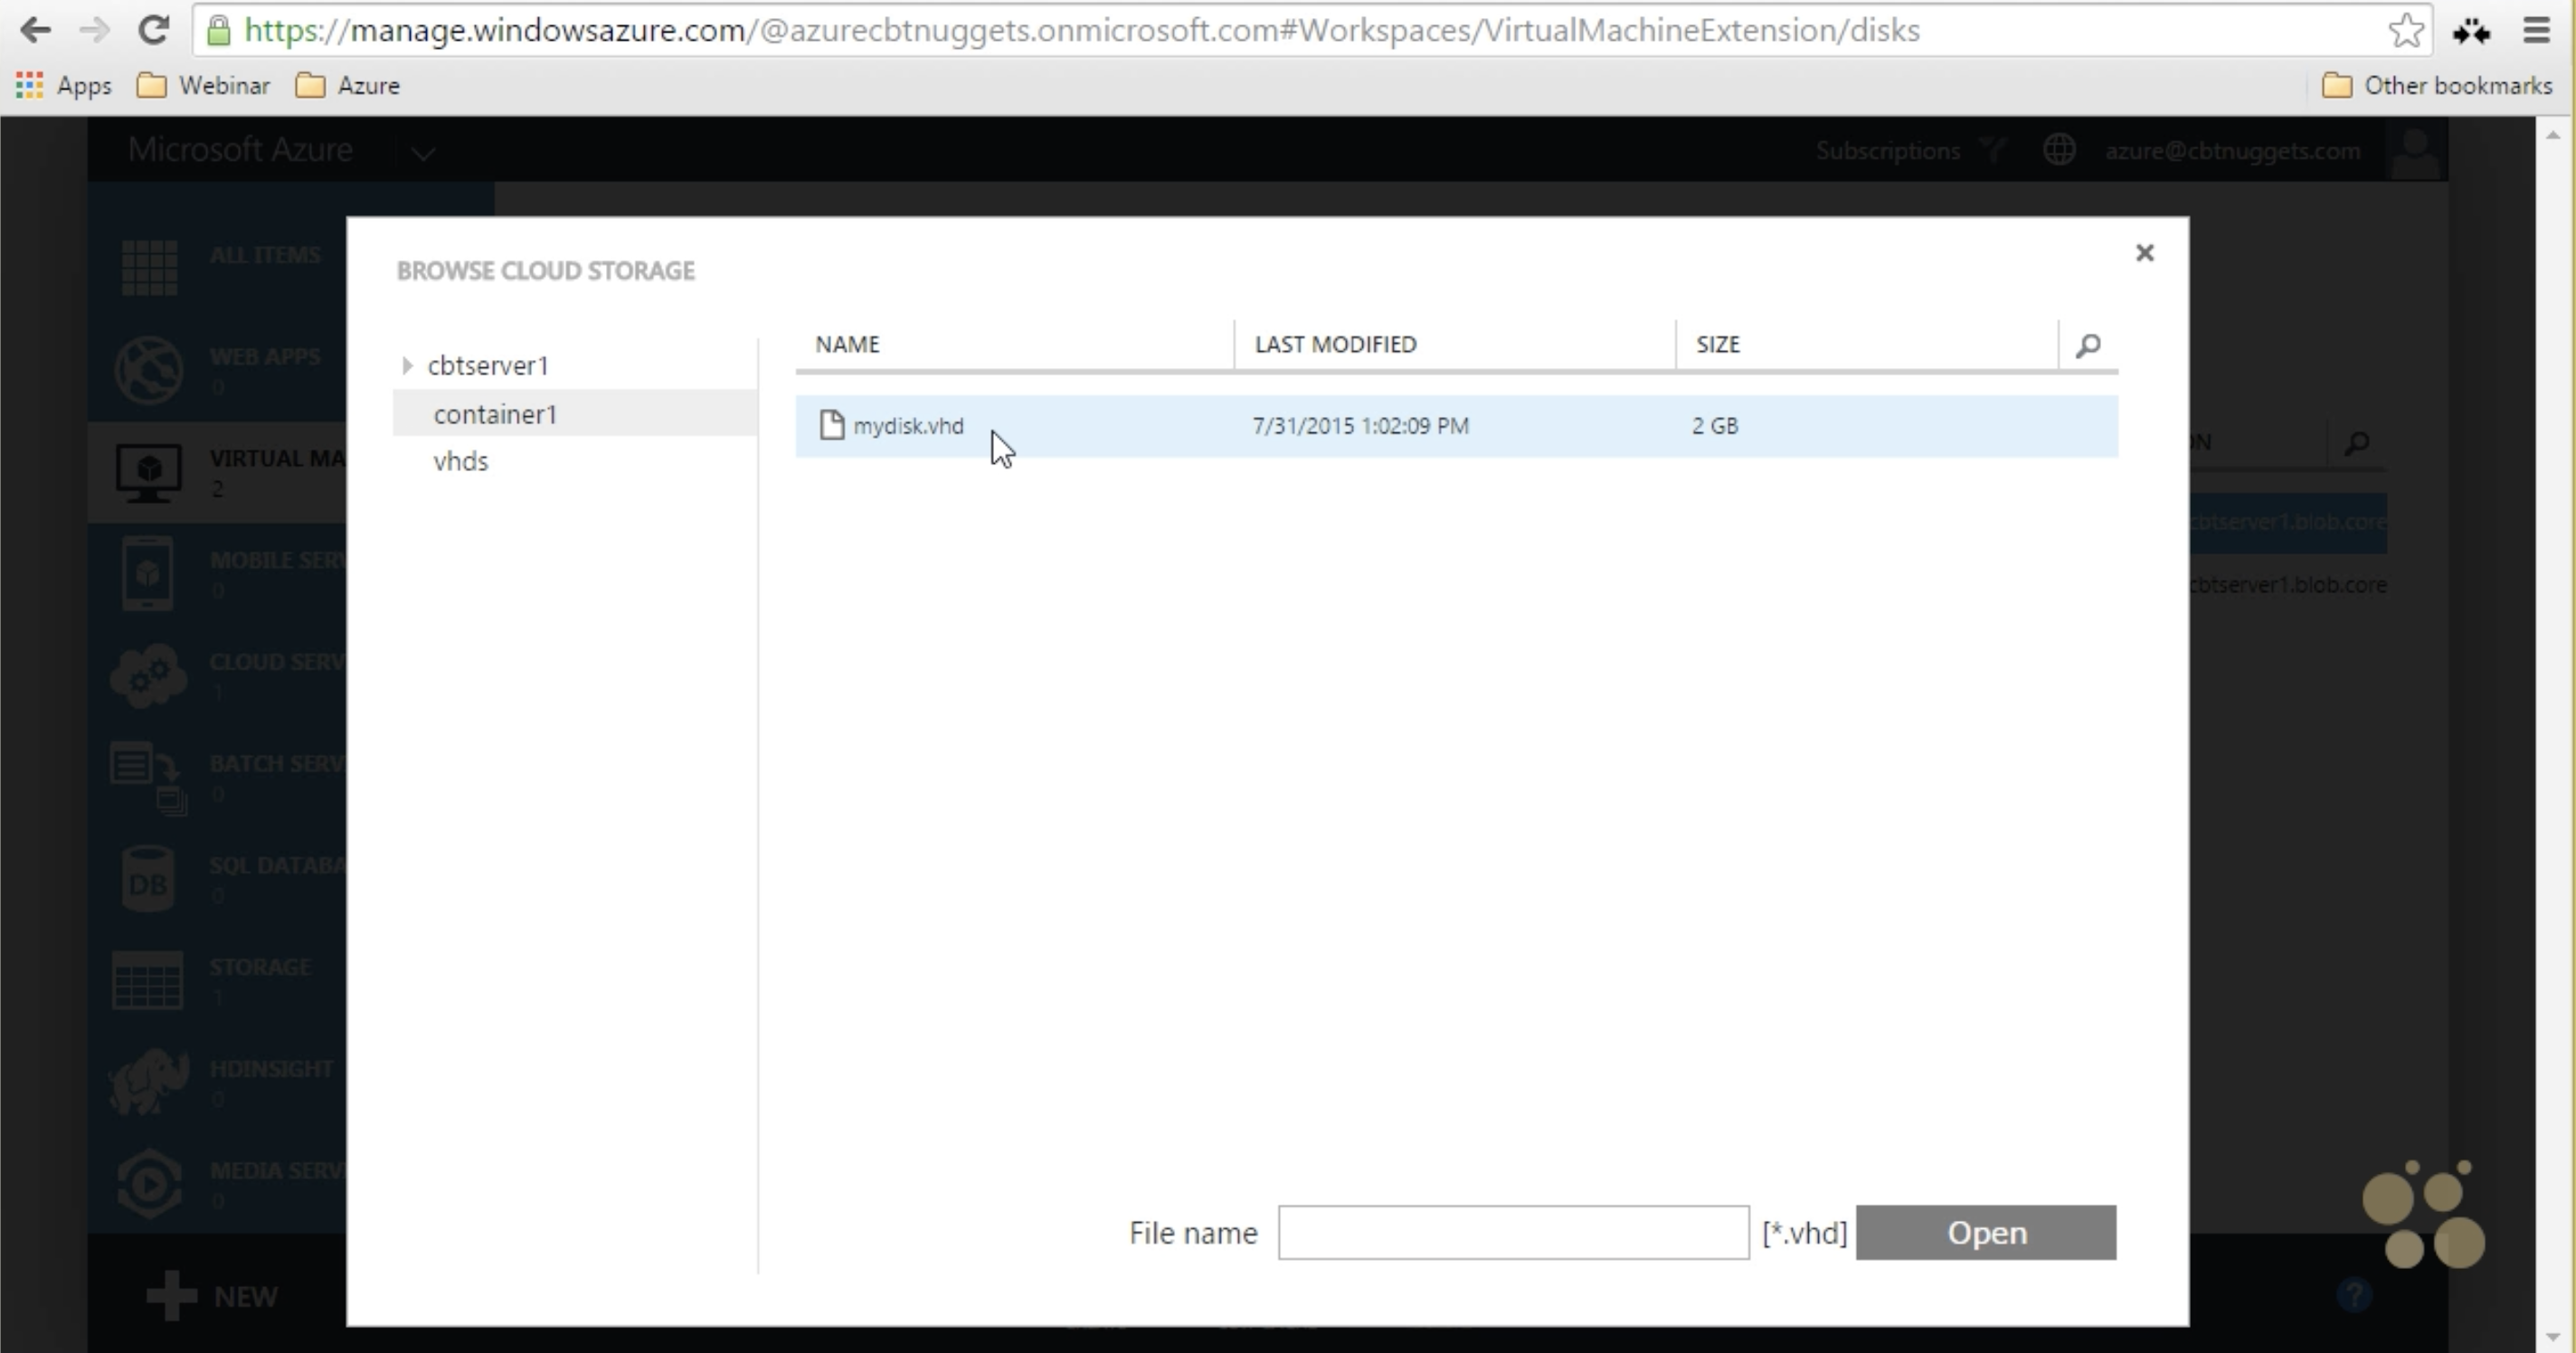 https://manage.windowsazure.com/@azurecbtnuggets.onmicrosoft.com#Workspaces/VirtualMachineExtension/disks
Apps Webinar Azure Other bookmarks
Microsoft Azure Subscriptions azure@cbtnuggets.com
ALL ITEMS
WEB APPS
0
VIRTUAL MA
2
MOBILE SERV
0
CLOUD SERV
1
BATCH SERV
0
SQL DATABA
0
DB
STORAGE
1
HDINSIGHT
0
MEDIA SERV
0
NEW
BROWSE CLOUD STORAGE
cbtserver1
container1
vhds
NAME LAST MODIFIED SIZE
mydisk.vhd 7/31/2015 1:02:09 PM 2 GB
File name [*.vhd] Open
ON
cbtserver1.blob.core
cbtserver1.blob.core
?